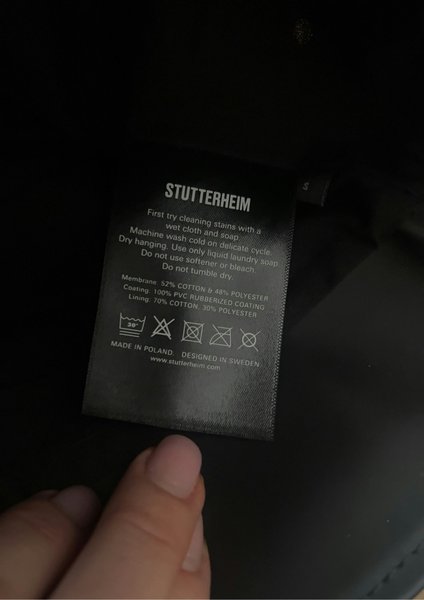 STUTTERHEIM
S
First try cleaning stains with a
wet cloth and soap
Machine wash cold on delicate cycle.
Dry hanging. Use only liquid laundry soap
Do not use softener or bleach.
Do not tumble dry.
Membrane: 52% COTTON & 48% POLYESTER
Coating: 100% PVC RUBBERIZED COATING
Lining: 70% COTTON, 30% POLYESTER
30°
MADE IN POLAND. DESIGNED IN SWEDEN.
www.stutterheim.com